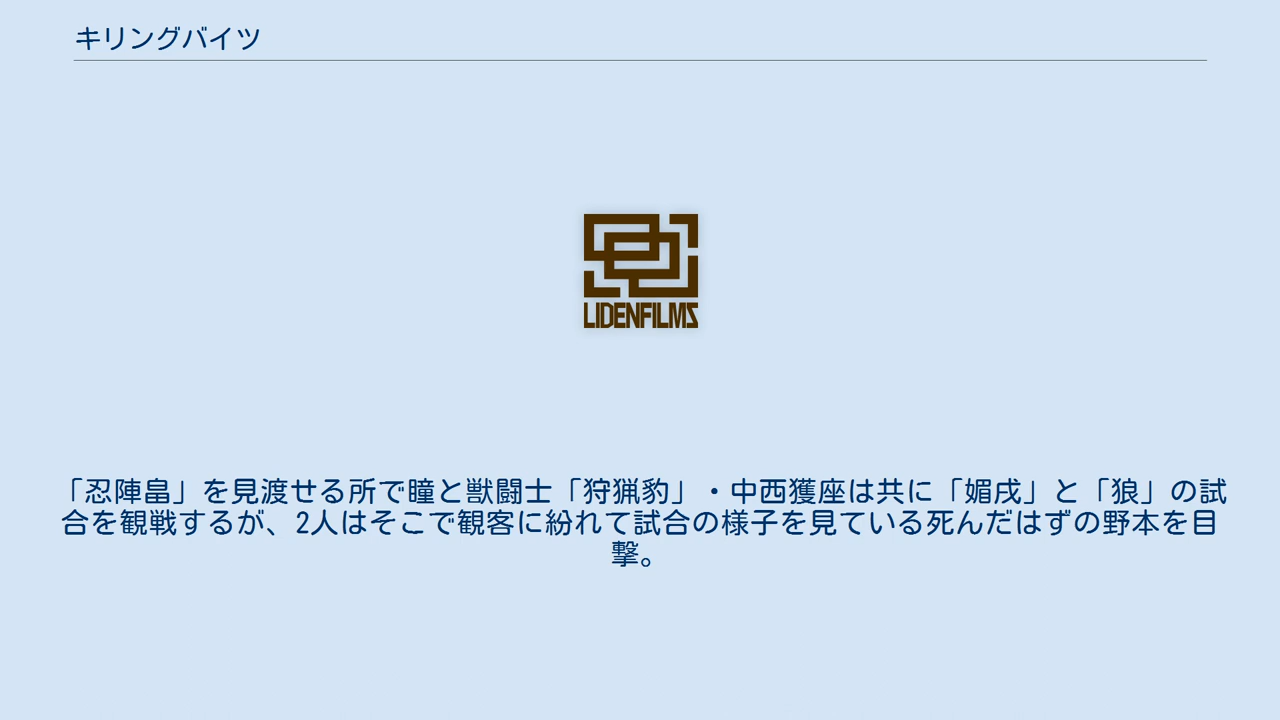 キリングバイツ
LIDENFILMS
「忍陣畠」を見渡せる所で瞳と獣闘士「狩猟豹」・中西獲座は共に「媚戌」と「狼」の試
合を観戦するが、2人はそこで観客に紛れて試合の様子を見ている死んだはずの野本を目
撃。